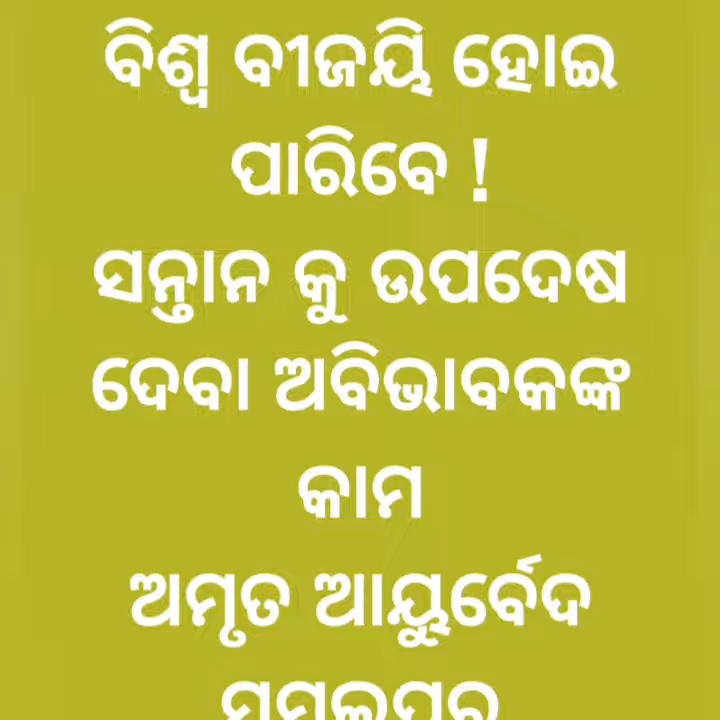 ବିଶ୍ୱ ବୀଜୟି ହୋଇ
ପାରିବେ !
ସନ୍ତାନ କୁ ଉପଦେଷ
ଦେବା ଅବିଭାବକଙ୍କ
କାମ
ଅମୃତ ଆୟୁର୍ବେଦ